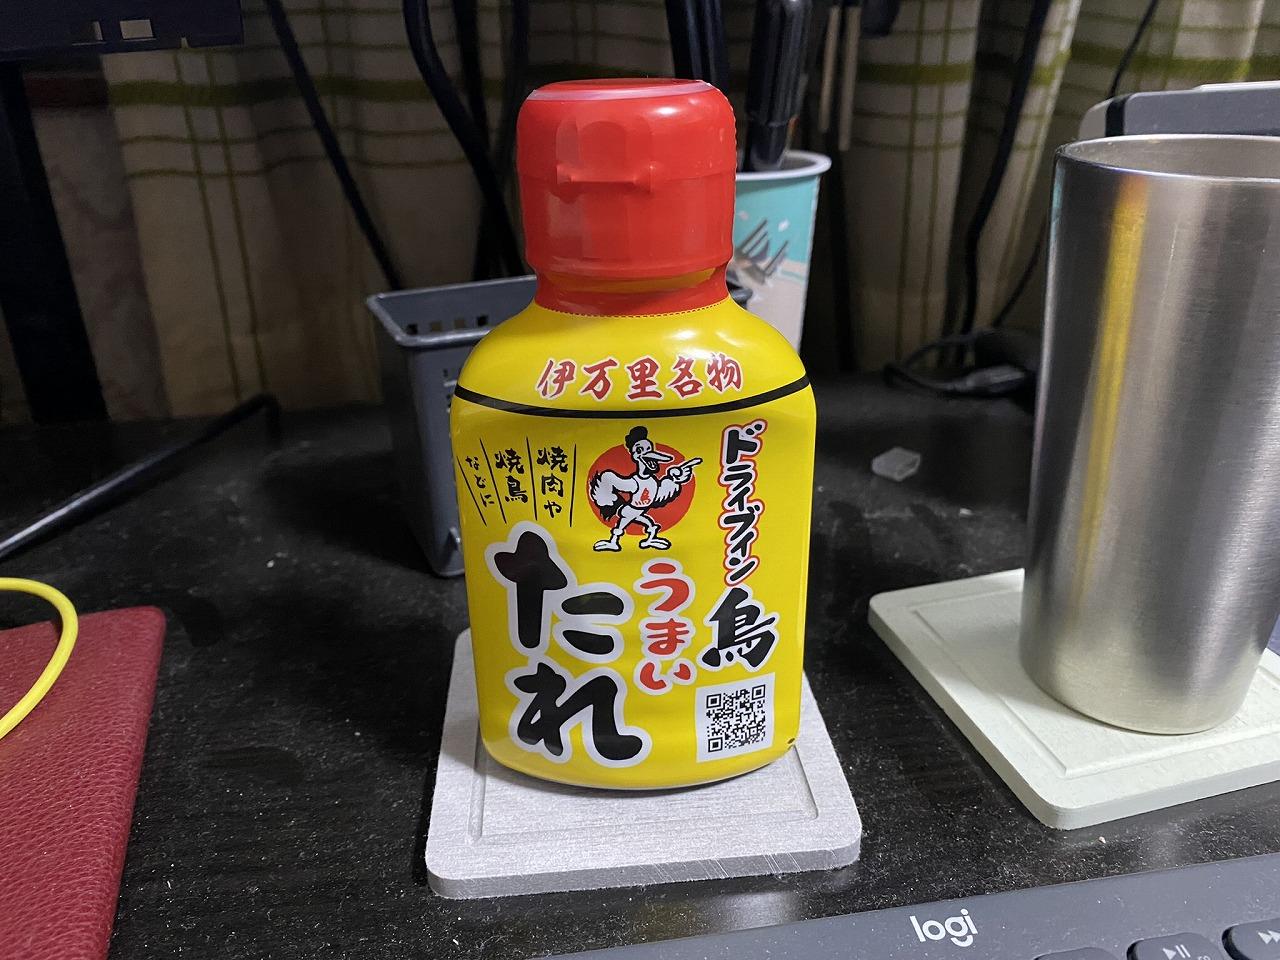 伊万里名物
ドライブイン鳥
うまい
たれ
焼肉や
焼鳥
などに
鳥
logi